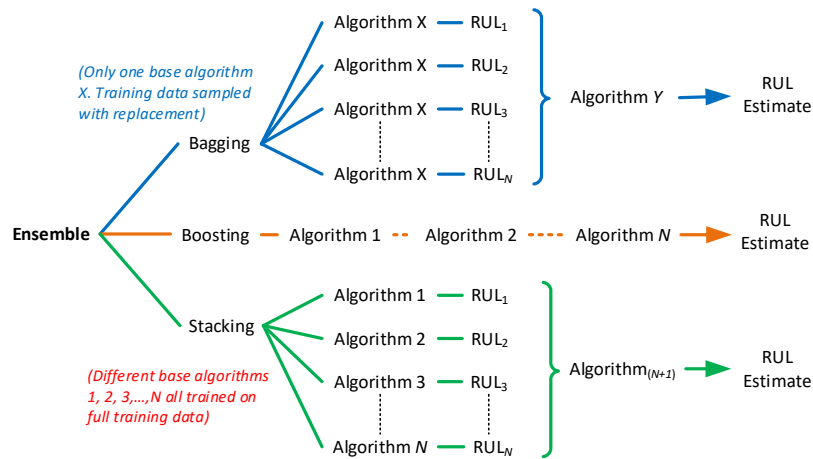 Algorithm X RUL1
(Only one base algorithm
X. Training data sampled
with replacement)
Algorithm X RUL2
Algorithm X RUL3
Algorithm Y
RUL
Estimate
Bagging
Algorithm X RULN
Ensemble
Boosting Algorithm 1 Algorithm 2 Algorithm N
RUL
Estimate
Stacking
Algorithm 1 RUL1
Algorithm 2 RUL2
(Different base algorithms
1, 2, 3,…,N all trained on
full training data)
Algorithm 3 RUL3
Algorithm(N+1)
RUL
Estimate
Algorithm N RULN